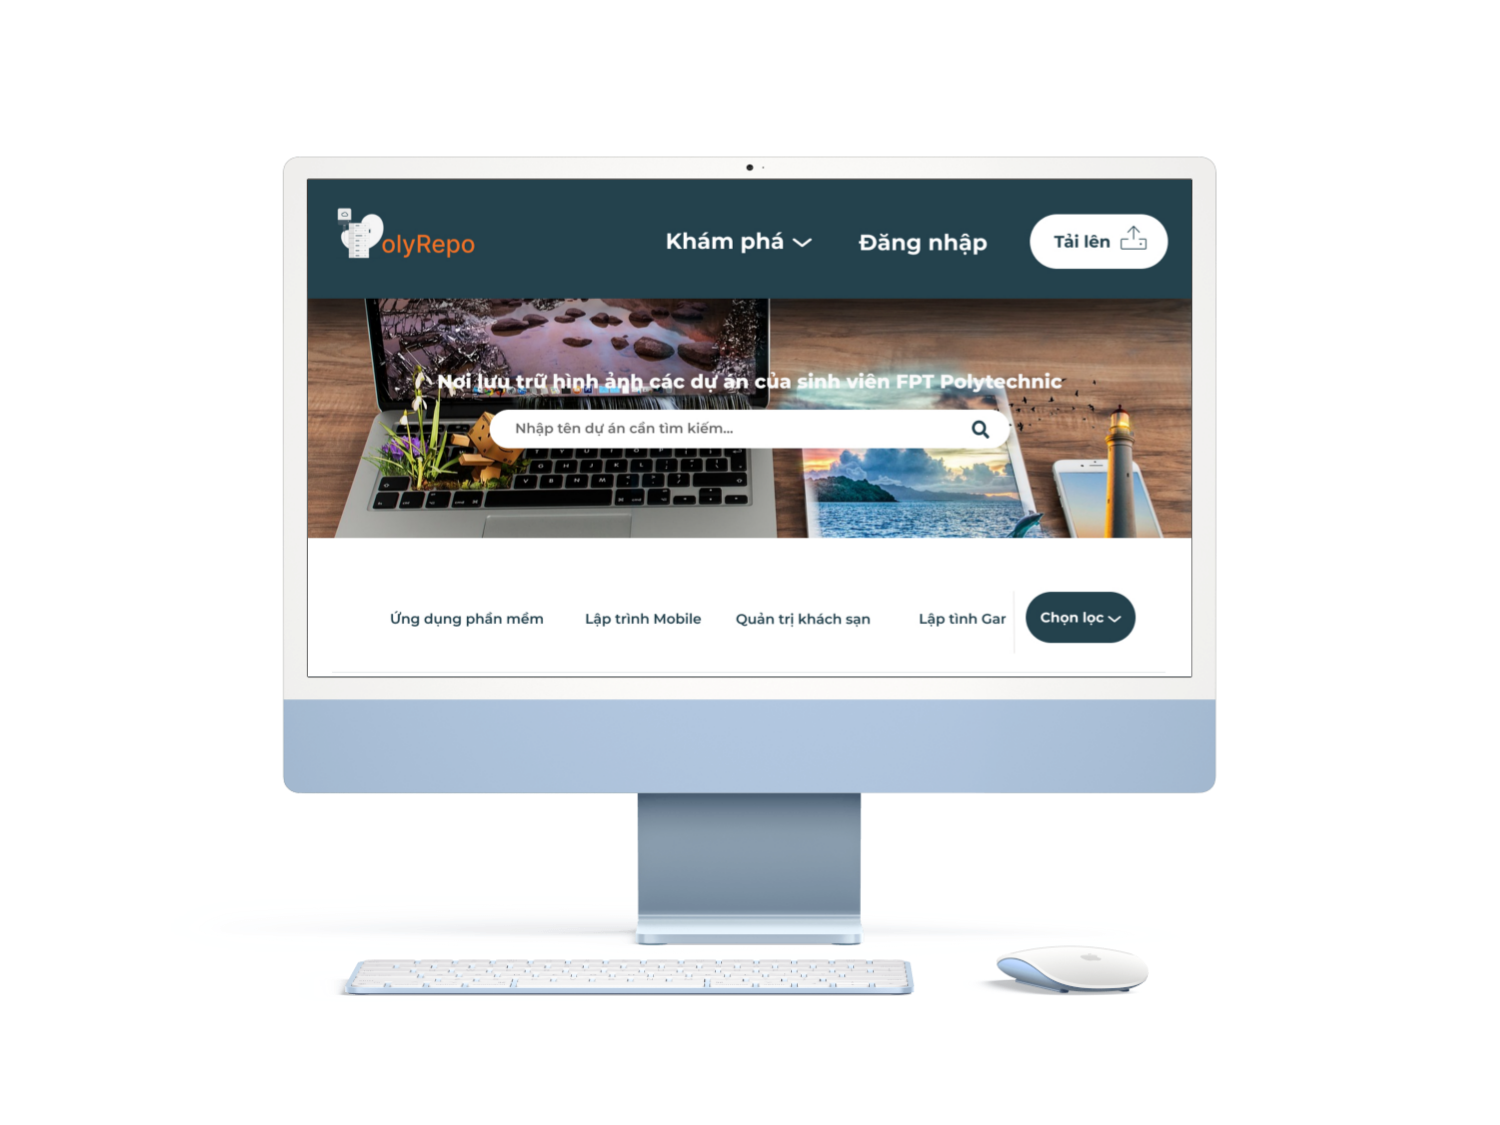 PolyRepo
Khám phá
Đăng nhập
Tải lên
Nơi lưu trữ hình ảnh các dự án của sinh viên FPT Polytechnic
Nhập tên dự án cần tìm kiếm...
Ứng dụng phần mềm
Lập trình Mobile
Quản trị khách sạn
Lập tình Gar
Chọn lọc